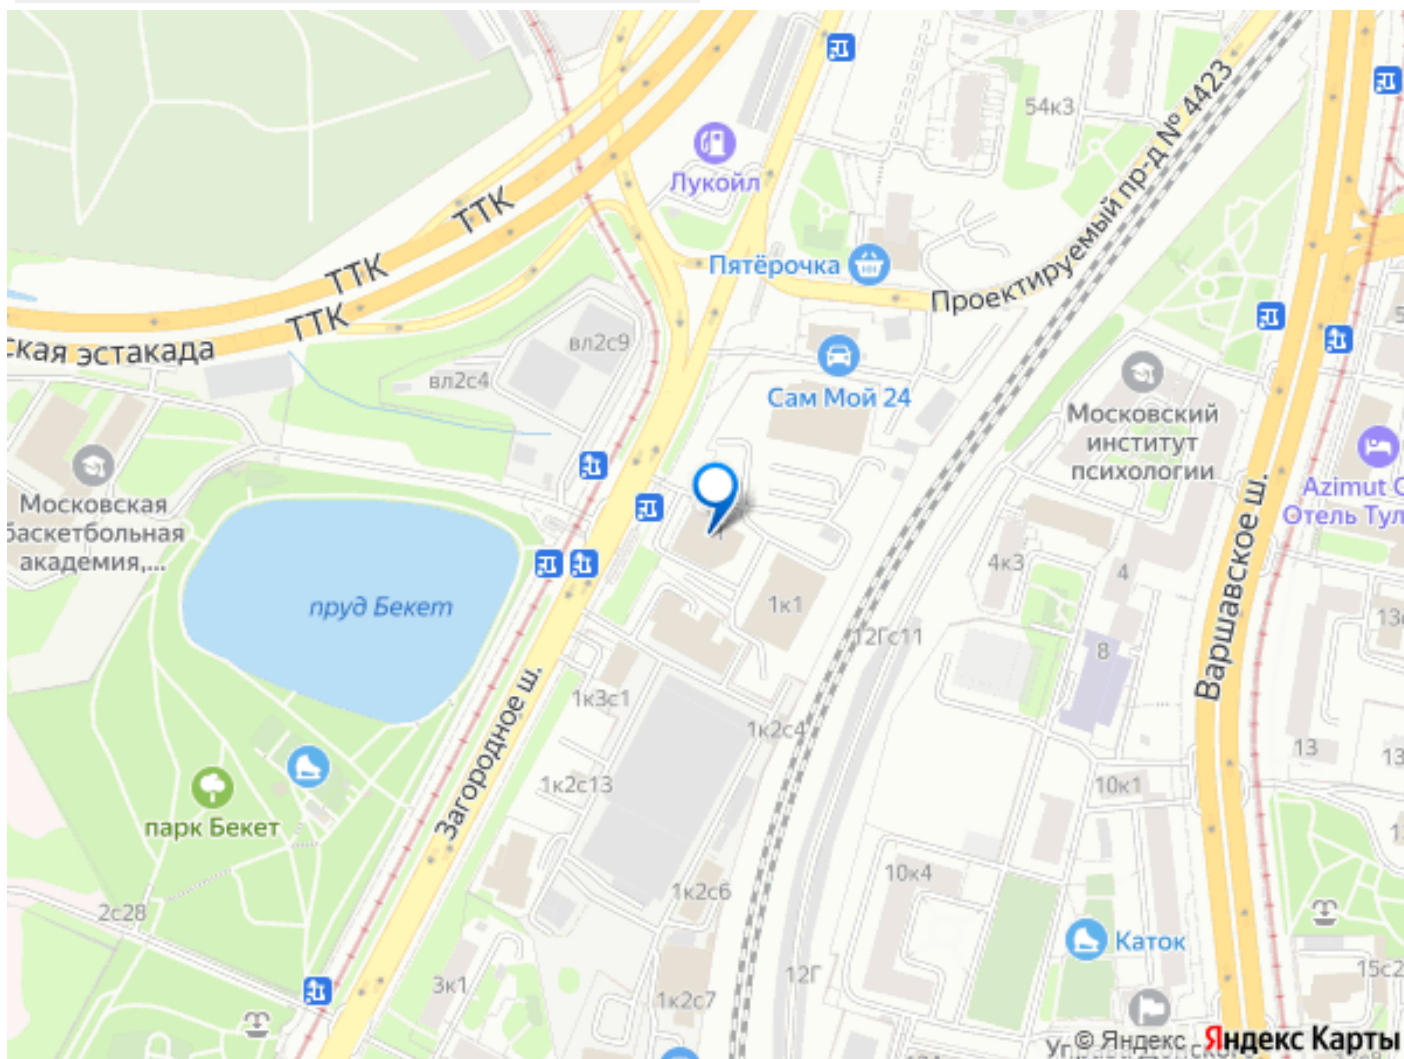 54к3
Проектируемый пр-д № 4423
Лукойл
ТТК
ТТК
ТТК
Пятёрочка
ская эстакада
вл2с9
вл2с4
Сам Мой 24
Московский
институт
психологии
Azimut
Отель Тул
Варшавское ш.
Московская
баскетбольная
академия,...
пруд Бекет
4к3
4
1к1
12Гс11
8
1к3с1
1к2с4
Загородное ш.
13
1к2с13
10к1
парк Бекет
10к4
1к2с6
2с28
Каток
3к1
12Г
15с2
1к2с7
© Яндекс Яндекс Карты